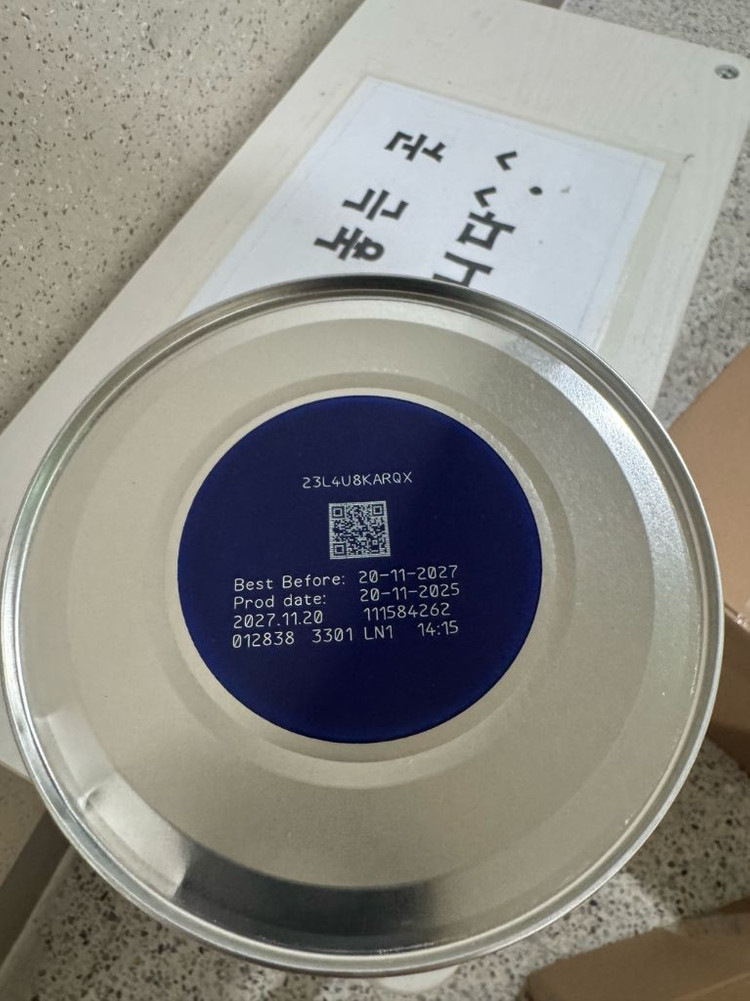 23L4U8KARQX
Best Before: 20-11-2027
Prod date: 20-11-2025
2027.11.20 111584262
012838 3301 LN1 14:15